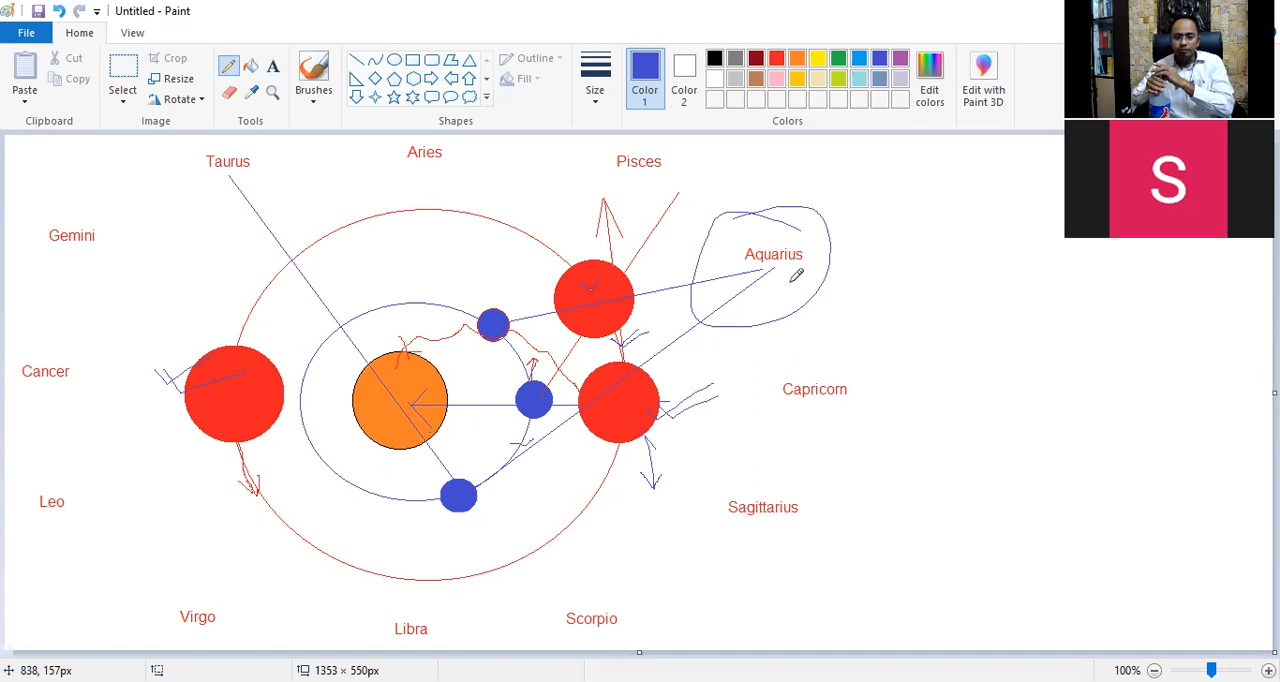 Untitled - Paint
File Home View
Paste
Cut
Copy
Clipboard
Select
Crop
Resize
Rotate
Image
A
Tools
Brushes
Shapes
Outline
Fill
Size
Color 1
Color 2
Edit colors
Colors
Edit with Paint 3D
S
Taurus
Aries
Pisces
Gemini
Aquarius
Cancer
Capricorn
Leo
Sagittarius
Virgo
Libra
Scorpio
838, 157px
1353 × 550px
100%